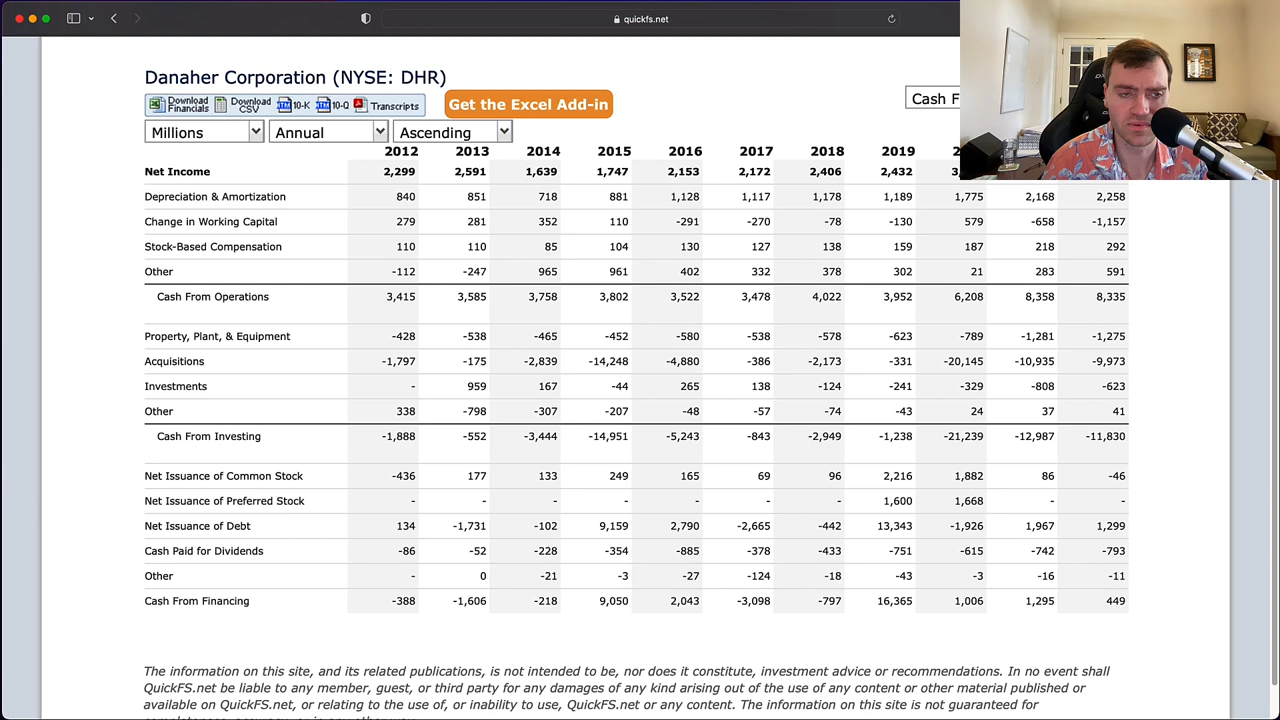 quickfs.net
Danaher Corporation (NYSE: DHR)
Download Financials Download CSV 10-K 10-Q Transcripts Get the Excel Add-in Cash F
Millions Annual Ascending
2012 2013 2014 2015 2016 2017 2018 2019
Net Income 2,299 2,591 1,639 1,747 2,153 2,172 2,406 2,432
Depreciation & Amortization 840 851 718 881 1,128 1,117 1,178 1,189 1,775 2,168 2,258
Change in Working Capital 279 281 352 110 -291 -270 -78 -130 579 -658 -1,157
Stock-Based Compensation 110 110 85 104 130 127 138 159 187 218 292
Other -112 -247 965 961 402 332 378 302 21 283 591
Cash From Operations 3,415 3,585 3,758 3,802 3,522 3,478 4,022 3,952 6,208 8,358 8,335
Property, Plant, & Equipment -428 -538 -465 -452 -580 -538 -578 -623 -789 -1,281 -1,275
Acquisitions -1,797 -175 -2,839 -14,248 -4,880 -386 -2,173 -331 -20,145 -10,935 -9,973
Investments - 959 167 -44 265 138 -124 -241 -329 -808 -623
Other 338 -798 -307 -207 -48 -57 -74 -43 24 37 41
Cash From Investing -1,888 -552 -3,444 -14,951 -5,243 -843 -2,949 -1,238 -21,239 -12,987 -11,830
Net Issuance of Common Stock -436 177 133 249 165 69 96 2,216 1,882 86 -46
Net Issuance of Preferred Stock - - - - - - - 1,600 1,668 - -
Net Issuance of Debt 134 -1,731 -102 9,159 2,790 -2,665 -442 13,343 -1,926 1,967 1,299
Cash Paid for Dividends -86 -52 -228 -354 -885 -378 -433 -751 -615 -742 -793
Other - 0 -21 -3 -27 -124 -18 -43 -3 -16 -11
Cash From Financing -388 -1,606 -218 9,050 2,043 -3,098 -797 16,365 1,006 1,295 449
The information on this site, and its related publications, is not intended to be, nor does it constitute, investment advice or recommendations. In no event shall
QuickFS.net be liable to any member, guest, or third party for any damages of any kind arising out of the use of any content or other material published or
available on QuickFS.net, or relating to the use of, or inability to use, QuickFS.net or any content. The information on this site is not guaranteed for